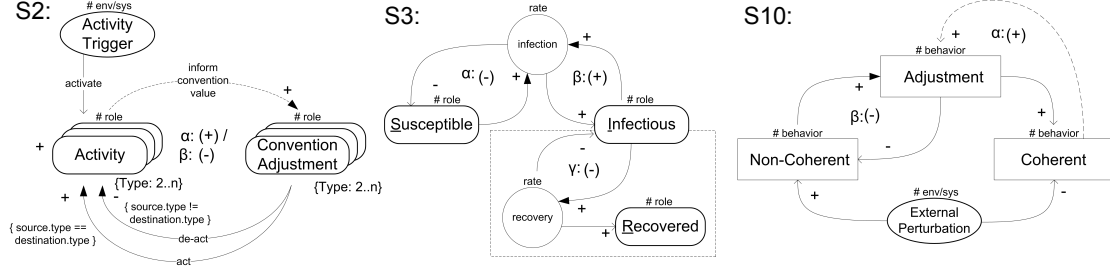 S2:
# env/sys
Activity
Trigger
activate
inform
convention
value
+
# role
# role
+
Activity
α: (+) /
β: (-)
Convention
Adjustment
{Type: 2..n}
{Type: 2..n}
+
-
{ source.type !=
destination.type }
{ source.type ==
destination.type }
de-act
act
S3:
rate
infection
+
α: (-)
+
β: (+)
-
# role
Susceptible
+
# role
Infectious
-
γ: (-)
rate
recovery
+
# role
+
Recovered
S10:
α: (+)
+
# behavior
Adjustment
+
β: (-)
+
-
# behavior
Non-Coherent
# behavior
Coherent
+
# env/sys
-
External
Perturbation